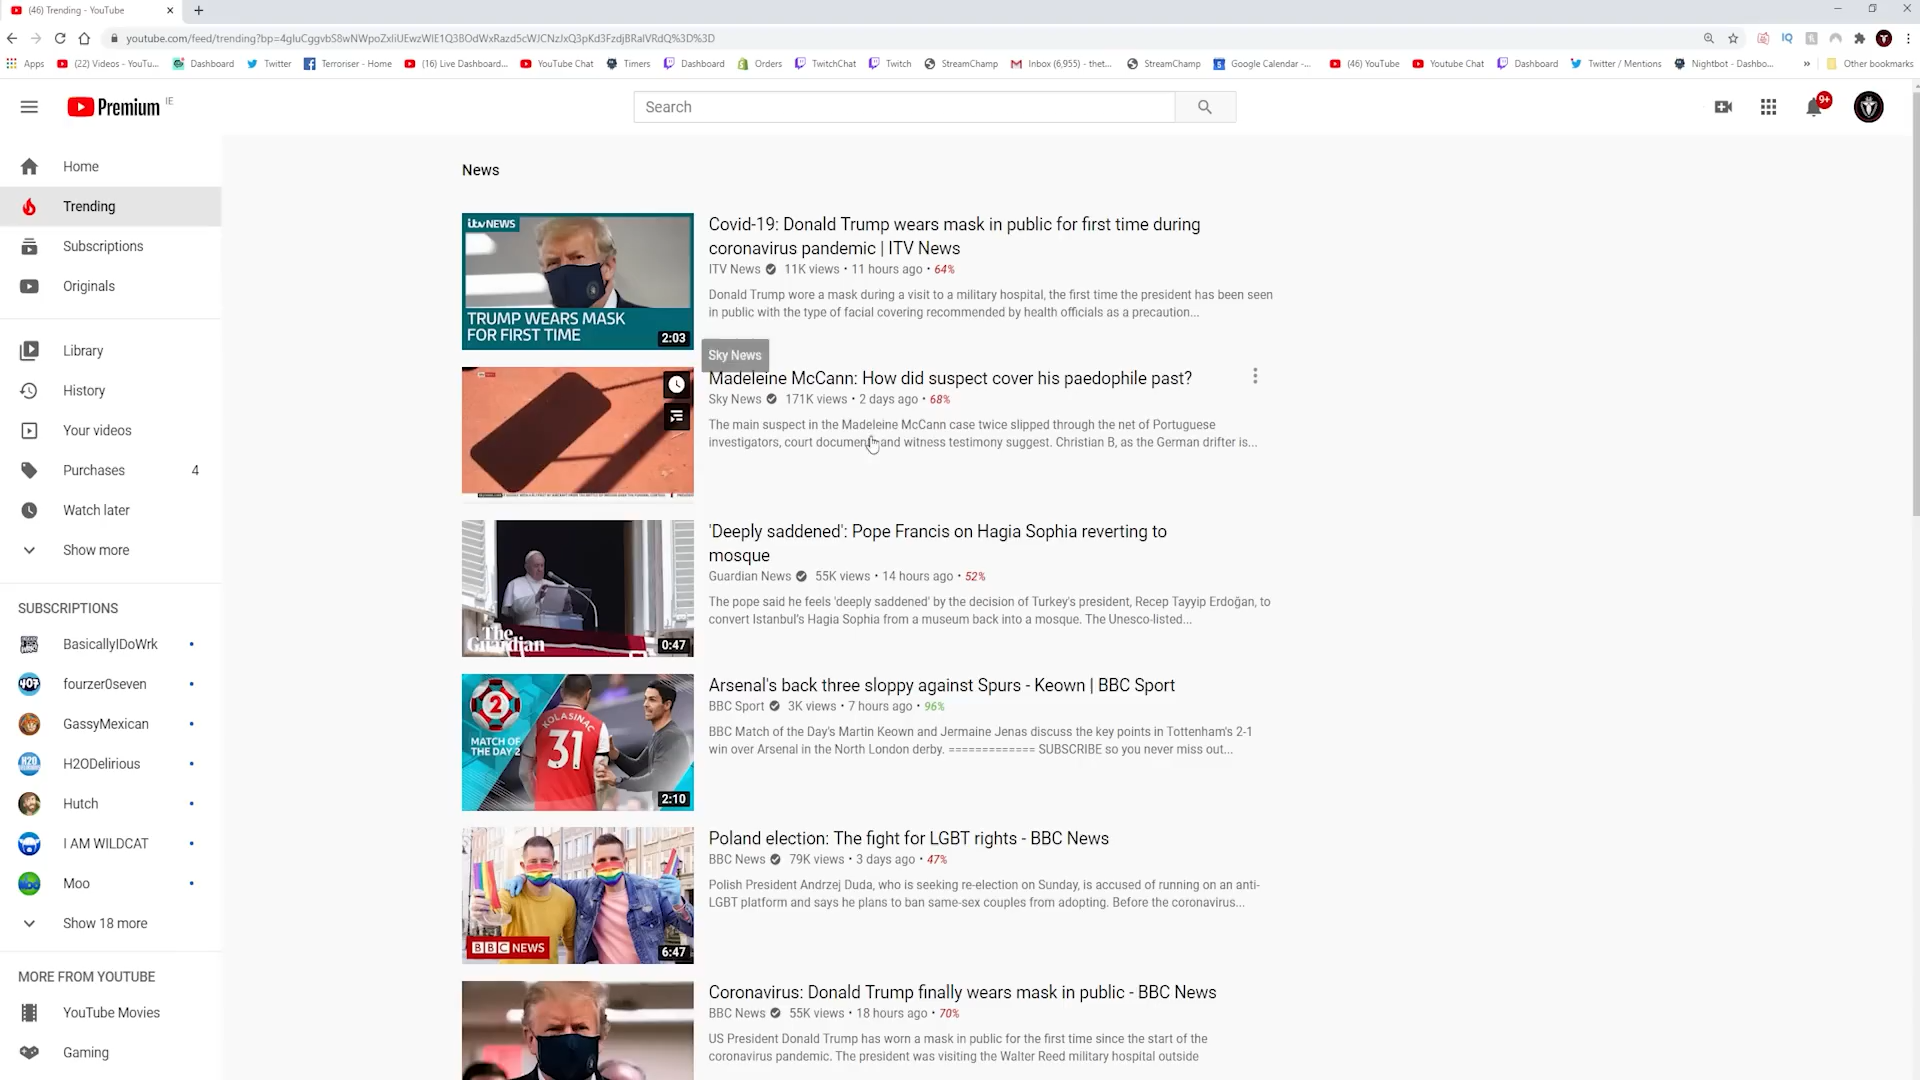 (46) Trending - YouTube
youtube.com/feed/trending?bp=4gIuCggvbS8wNWpoZxIiUEwzWlE1Q3BOdWxRazd5cWJCNzJxQ3pKd3FzdjBRalVRdQ%3D%3D
Apps
(22) Videos - YouTu...
Dashboard
Twitter
Terroriser - Home
(16) Live Dashboard...
YouTube Chat
Timers
Dashboard
Orders
TwitchChat
Twitch
StreamChamp
Inbox (6,955) - thet...
StreamChamp
Google Calendar -...
(46) YouTube
Youtube Chat
Dashboard
Twitter / Mentions
Nightbot - Dashbo...
Other bookmarks
Premium IE
Search
9+
Home
Trending
Subscriptions
Originals
Library
History
Your videos
Purchases 4
Watch later
Show more
SUBSCRIPTIONS
BasicallyIDoWrk
fourzer0seven
GassyMexican
H2ODelirious
Hutch
I AM WILDCAT
Moo
Show 18 more
MORE FROM YOUTUBE
YouTube Movies
Gaming
News
itv NEWS
TRUMP WEARS MASK
FOR FIRST TIME
2:03
Covid-19: Donald Trump wears mask in public for first time during
coronavirus pandemic | ITV News
ITV News 11K views • 11 hours ago • 64%
Donald Trump wore a mask during a visit to a military hospital, the first time the president has been seen
in public with the type of facial covering recommended by health officials as a precaution...
Sky News
Madeleine McCann: How did suspect cover his paedophile past?
Sky News 171K views • 2 days ago • 68%
The main suspect in the Madeleine McCann case twice slipped through the net of Portuguese
investigators, court documents and witness testimony suggest. Christian B, as the German drifter is...
The
Guardian
0:47
'Deeply saddened': Pope Francis on Hagia Sophia reverting to
mosque
Guardian News 55K views • 14 hours ago • 52%
The pope said he feels 'deeply saddened' by the decision of Turkey's president, Recep Tayyip Erdoğan, to
convert Istanbul's Hagia Sophia from a museum back into a mosque. The Unesco-listed...
2
MATCH OF
THE DAY 2
KOLASINAC
31
2:10
Arsenal's back three sloppy against Spurs - Keown | BBC Sport
BBC Sport 3K views • 7 hours ago • 96%
BBC Match of the Day's Martin Keown and Jermaine Jenas discuss the key points in Tottenham's 2-1
win over Arsenal in the North London derby. ============= SUBSCRIBE so you never miss out...
BBC NEWS
6:47
Poland election: The fight for LGBT rights - BBC News
BBC News 79K views • 3 days ago • 47%
Polish President Andrzej Duda, who is seeking re-election on Sunday, is accused of running on an anti-
LGBT platform and says he plans to ban same-sex couples from adopting. Before the coronavirus...
Coronavirus: Donald Trump finally wears mask in public - BBC News
BBC News 55K views • 18 hours ago • 70%
US President Donald Trump has worn a mask in public for the first time since the start of the
coronavirus pandemic. The president was visiting the Walter Reed military hospital outside